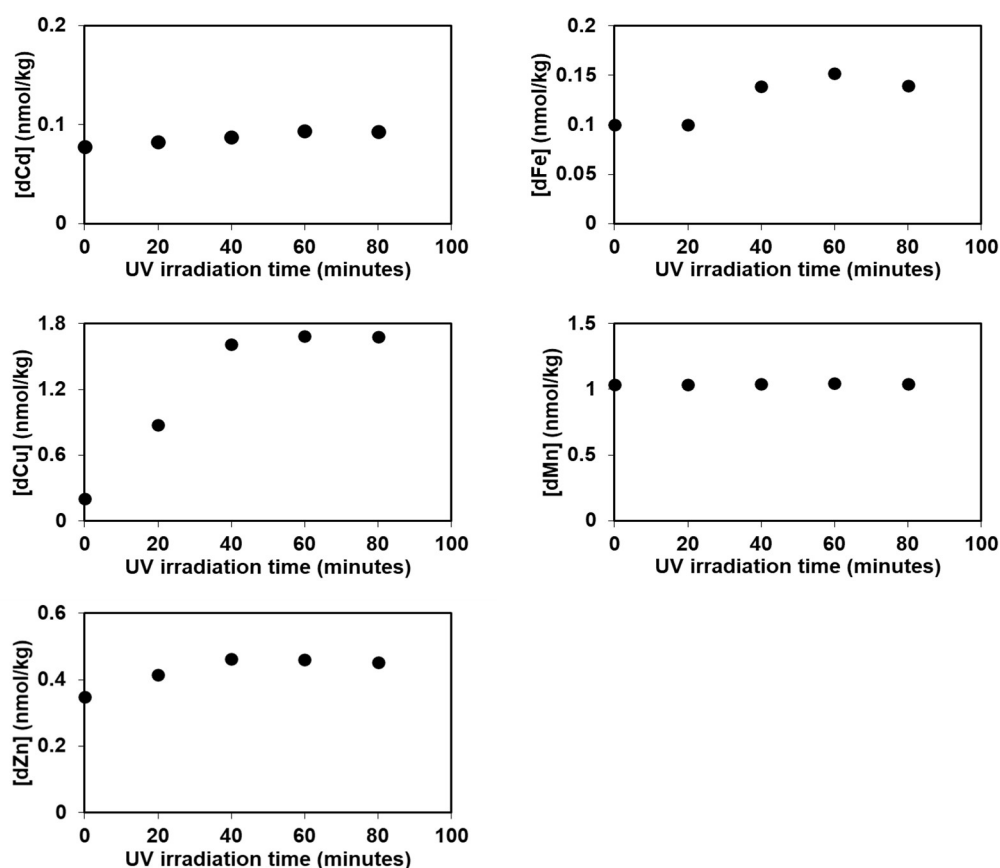 [dCd] (nmol/kg)
0.2
0.1
0
0 20 40 60 80 100
UV irradiation time (minutes)
[dFe] (nmol/kg)
0.2
0.15
0.1
0.05
0
0 20 40 60 80 100
UV irradiation time (minutes)
[dCu] (nmol/kg)
1.8
1.2
0.6
0
0 20 40 60 80 100
UV irradiation time (minutes)
[dMn] (nmol/kg)
1.5
1
0.5
0
0 20 40 60 80 100
UV irradiation time (minutes)
[dZn] (nmol/kg)
0.6
0.4
0.2
0
0 20 40 60 80 100
UV irradiation time (minutes)